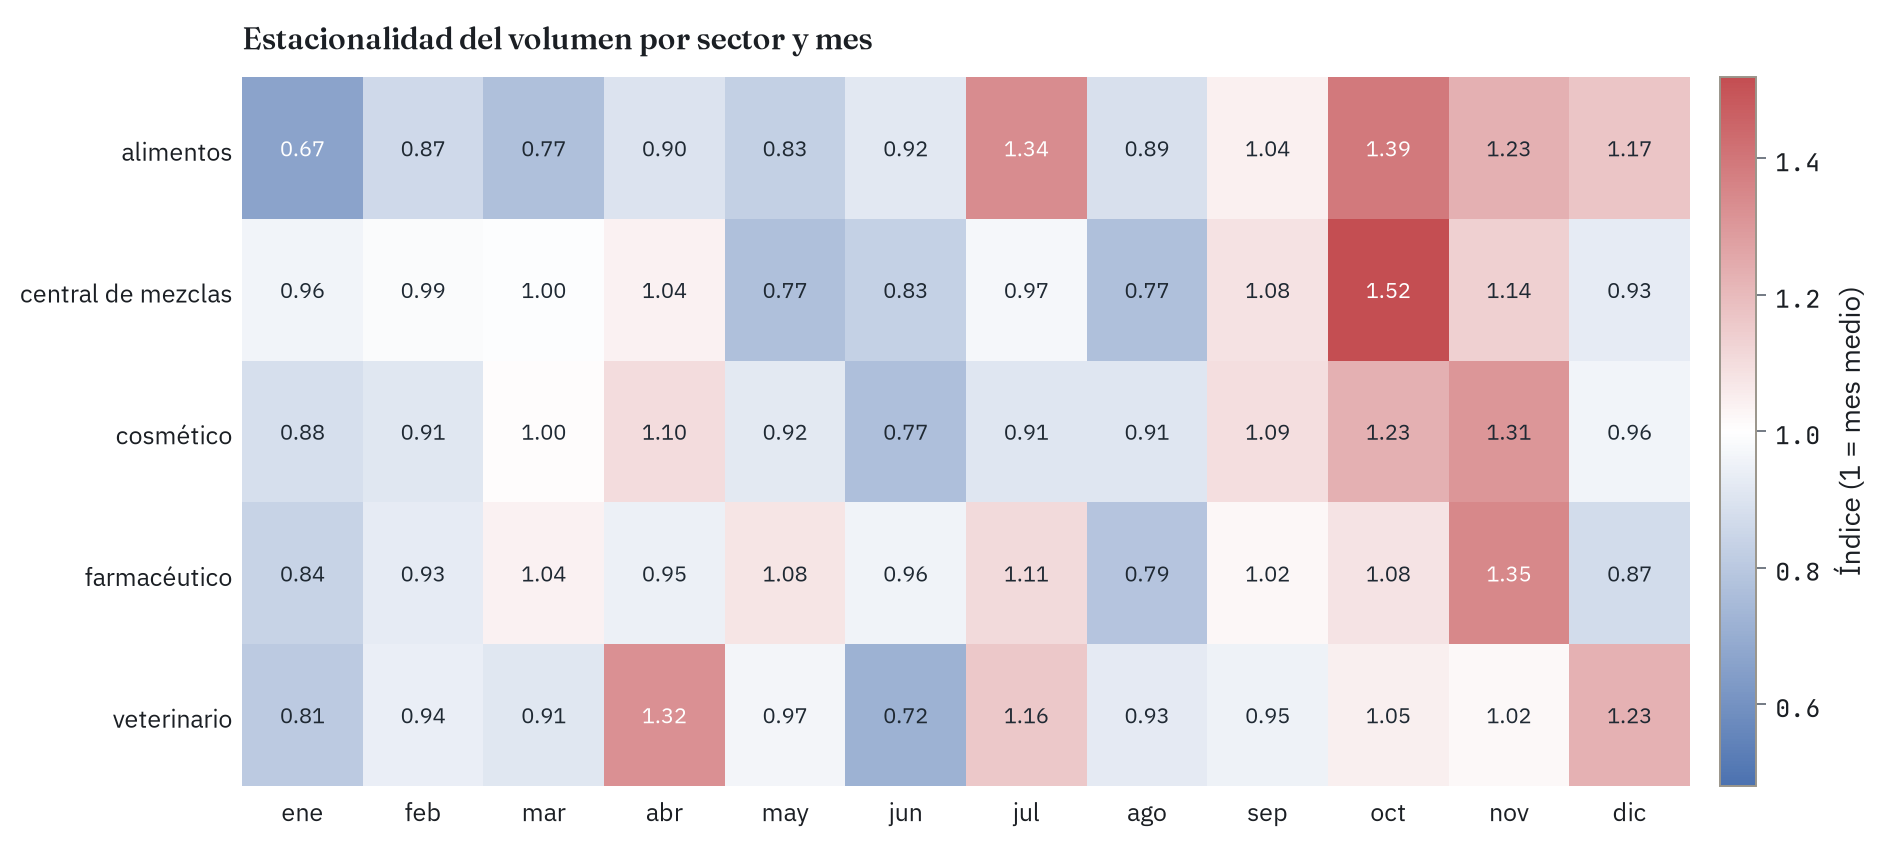 Estacionalidad del volumen por sector y mes
alimentos 0.67 0.87 0.77 0.90 0.83 0.92 1.34 0.89 1.04 1.39 1.23 1.17
central de mezclas 0.96 0.99 1.00 1.04 0.77 0.83 0.97 0.77 1.08 1.52 1.14 0.93
cosmético 0.88 0.91 1.00 1.10 0.92 0.77 0.91 0.91 1.09 1.23 1.31 0.96
farmacéutico 0.84 0.93 1.04 0.95 1.08 0.96 1.11 0.79 1.02 1.08 1.35 0.87
veterinario 0.81 0.94 0.91 1.32 0.97 0.72 1.16 0.93 0.95 1.05 1.02 1.23
ene feb mar abr may jun jul ago sep oct nov dic
1.4
1.2
1.0
0.8
0.6
Índice (1 = mes medio)